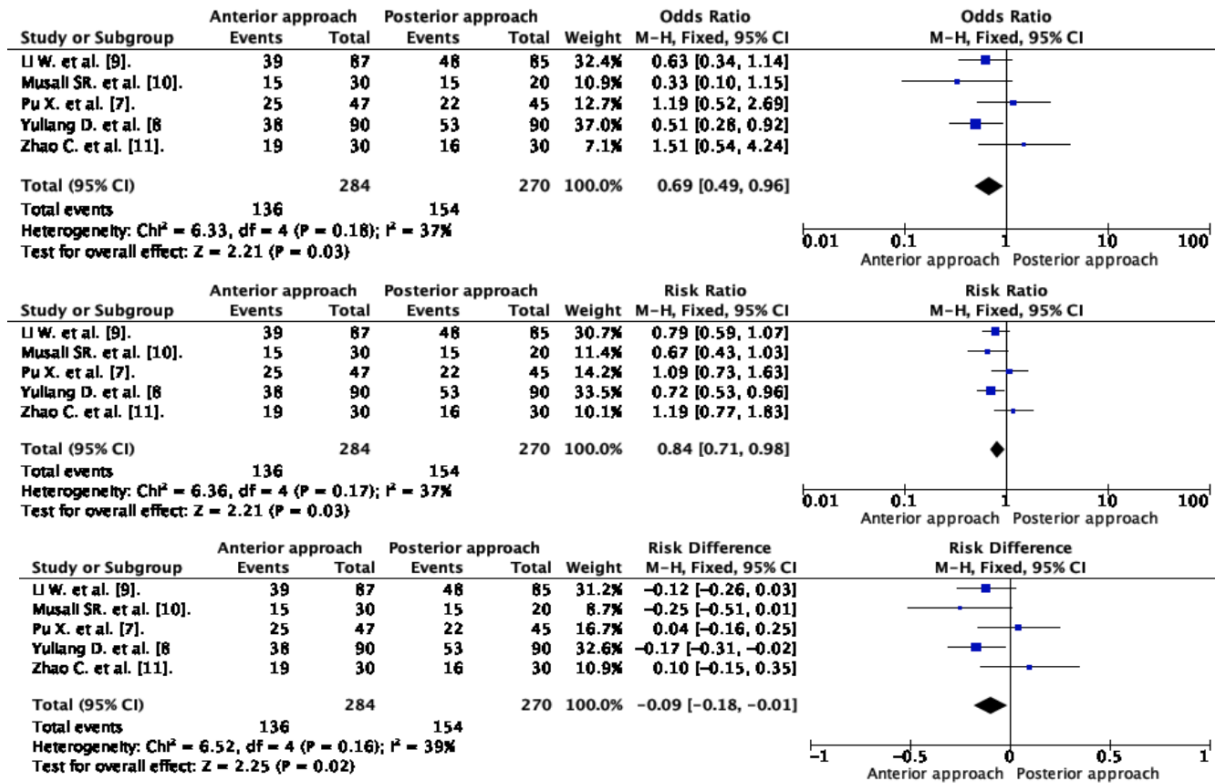 Anterior approach Posterior approach Odds Ratio Odds Ratio
Study or Subgroup Events Total Events Total Weight M-H, Fixed, 95% CI M-H, Fixed, 95% CI
LI W. et al. [9]. 39 87 48 85 32.4% 0.63 [0.34, 1.14]
Musali SR. et al. [10]. 15 30 15 20 10.9% 0.33 [0.10, 1.15]
Pu X. et al. [7]. 25 47 22 45 12.7% 1.19 [0.52, 2.69]
Yuliang D. et al. [8 38 90 53 90 37.0% 0.51 [0.28, 0.92]
Zhao C. et al. [11]. 19 30 16 30 7.1% 1.51 [0.54, 4.24]
Total (95% CI) 284 270 100.0% 0.69 [0.49, 0.96]
Total events 136 154
Heterogeneity: Chi² = 6.33, df = 4 (P = 0.18); I² = 37%
Test for overall effect: Z = 2.21 (P = 0.03)
0.01 0.1 1 10 100
Anterior approach Posterior approach
Anterior approach Posterior approach Risk Ratio Risk Ratio
Study or Subgroup Events Total Events Total Weight M-H, Fixed, 95% CI M-H, Fixed, 95% CI
LI W. et al. [9]. 39 87 48 85 30.7% 0.79 [0.59, 1.07]
Musali SR. et al. [10]. 15 30 15 20 11.4% 0.67 [0.43, 1.03]
Pu X. et al. [7]. 25 47 22 45 14.2% 1.09 [0.73, 1.63]
Yuliang D. et al. [8 38 90 53 90 33.5% 0.72 [0.53, 0.96]
Zhao C. et al. [11]. 19 30 16 30 10.1% 1.19 [0.77, 1.83]
Total (95% CI) 284 270 100.0% 0.84 [0.71, 0.98]
Total events 136 154
Heterogeneity: Chi² = 6.36, df = 4 (P = 0.17); I² = 37%
Test for overall effect: Z = 2.21 (P = 0.03)
0.01 0.1 1 10 100
Anterior approach Posterior approach
Anterior approach Posterior approach Risk Difference Risk Difference
Study or Subgroup Events Total Events Total Weight M-H, Fixed, 95% CI M-H, Fixed, 95% CI
LI W. et al. [9]. 39 87 48 85 31.2% -0.12 [-0.26, 0.03]
Musali SR. et al. [10]. 15 30 15 20 8.7% -0.25 [-0.51, 0.01]
Pu X. et al. [7]. 25 47 22 45 16.7% 0.04 [-0.16, 0.25]
Yuliang D. et al. [8 38 90 53 90 32.6% -0.17 [-0.31, -0.02]
Zhao C. et al. [11]. 19 30 16 30 10.9% 0.10 [-0.15, 0.35]
Total (95% CI) 284 270 100.0% -0.09 [-0.18, -0.01]
Total events 136 154
Heterogeneity: Chi² = 6.52, df = 4 (P = 0.16); I² = 39%
Test for overall effect: Z = 2.25 (P = 0.02)
-1 -0.5 0 0.5 1
Anterior approach Posterior approach